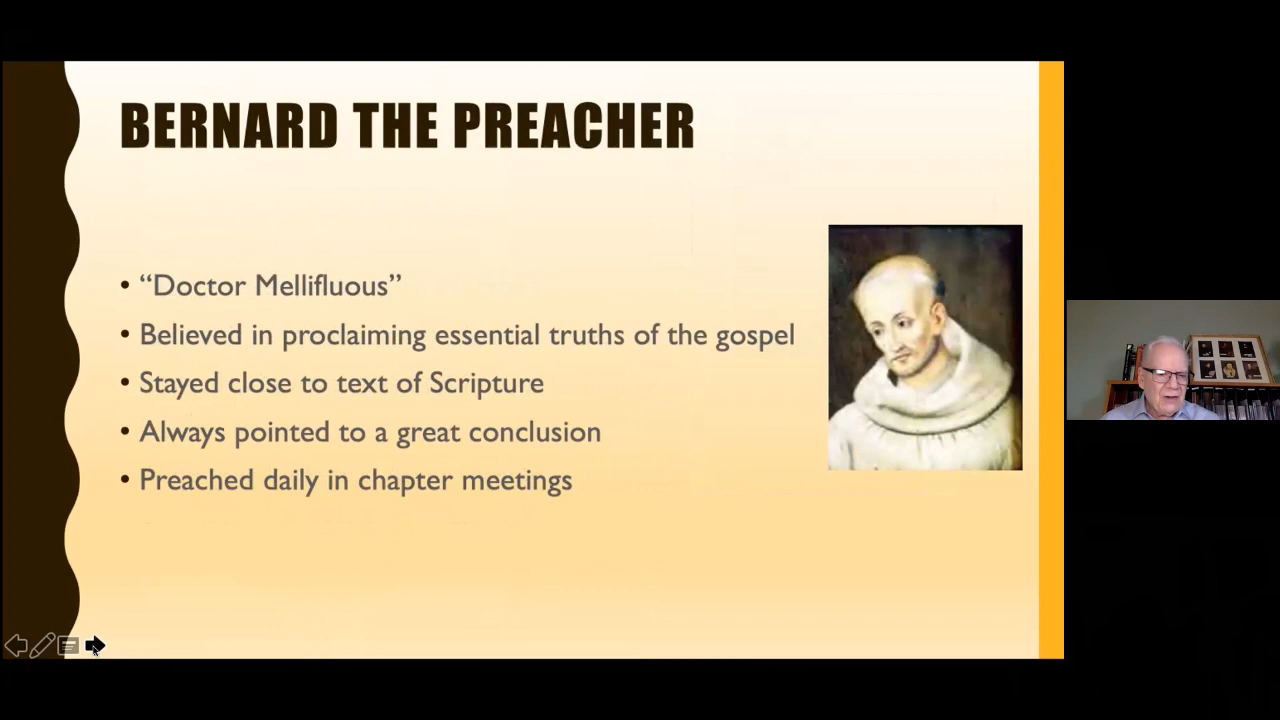 BERNARD THE PREACHER
• “Doctor Mellifluous”
• Believed in proclaiming essential truths of the gospel
• Stayed close to text of Scripture
• Always pointed to a great conclusion
• Preached daily in chapter meetings